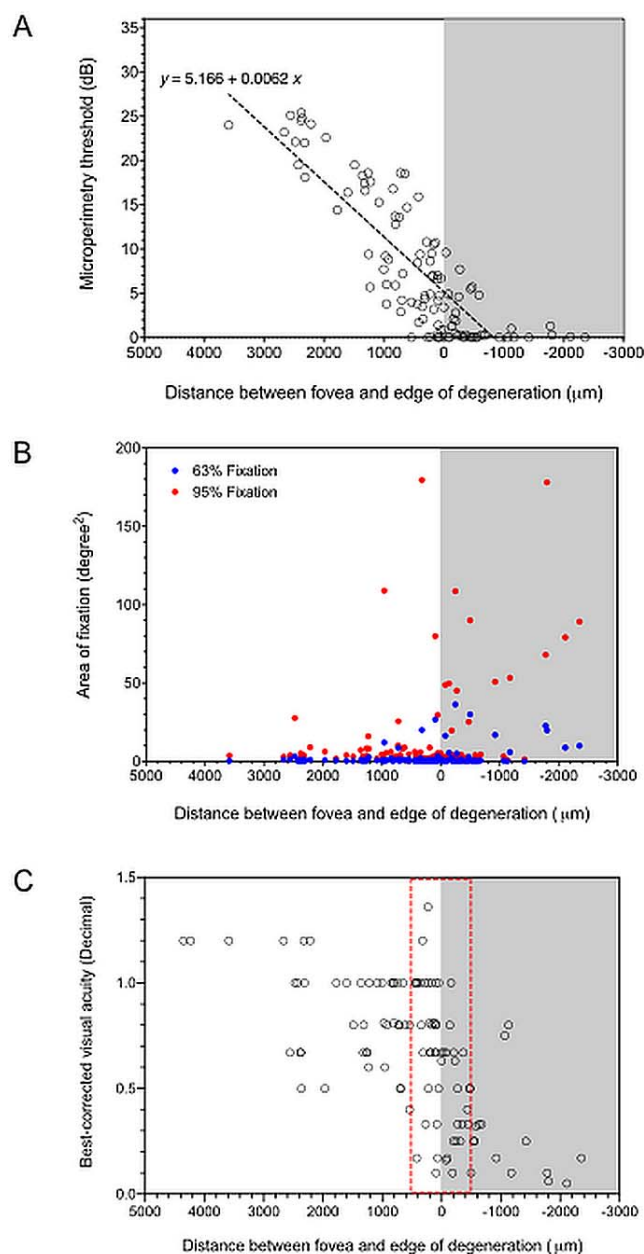 A
35
30
25
20
15
10
5
0
Microperimetry threshold (dB)
y = 5.166 + 0.0062 x
5000 4000 3000 2000 1000 0 -1000 -2000 -3000
Distance between fovea and edge of degeneration (μm)
B
200
150
100
50
0
Area of fixation (degree²)
63% Fixation
95% Fixation
5000 4000 3000 2000 1000 0 -1000 -2000 -3000
Distance between fovea and edge of degeneration ( μm)
C
1.5
1.0
0.5
0.0
Best-corrected visual acuity (Decimal)
5000 4000 3000 2000 1000 0 -1000 -2000 -3000
Distance between fovea and edge of degeneration (μm)